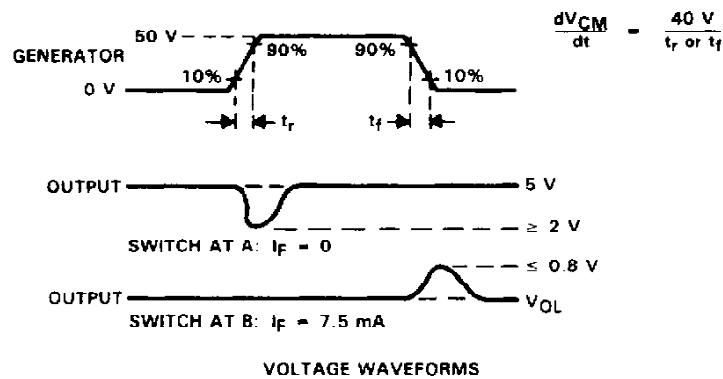 dV_CM/dt = 40 V/t_r or t_f
50 V
GENERATOR
90%
90%
10%
10%
0 V
t_r
t_f
OUTPUT
5 V
≥ 2 V
SWITCH AT A: I_F = 0
≤ 0.8 V
OUTPUT
V_OL
SWITCH AT B: I_F = 7.5 mA
VOLTAGE WAVEFORMS